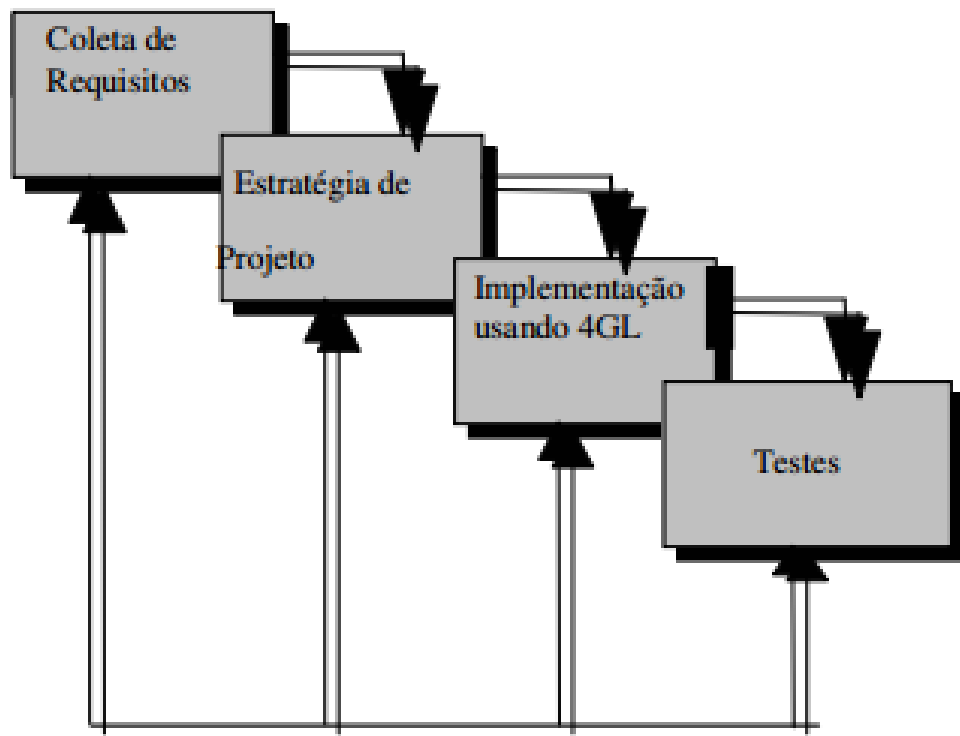 Coleta de
Requisitos
Estratégia de
Projeto
Implementação
usando 4GL
Testes